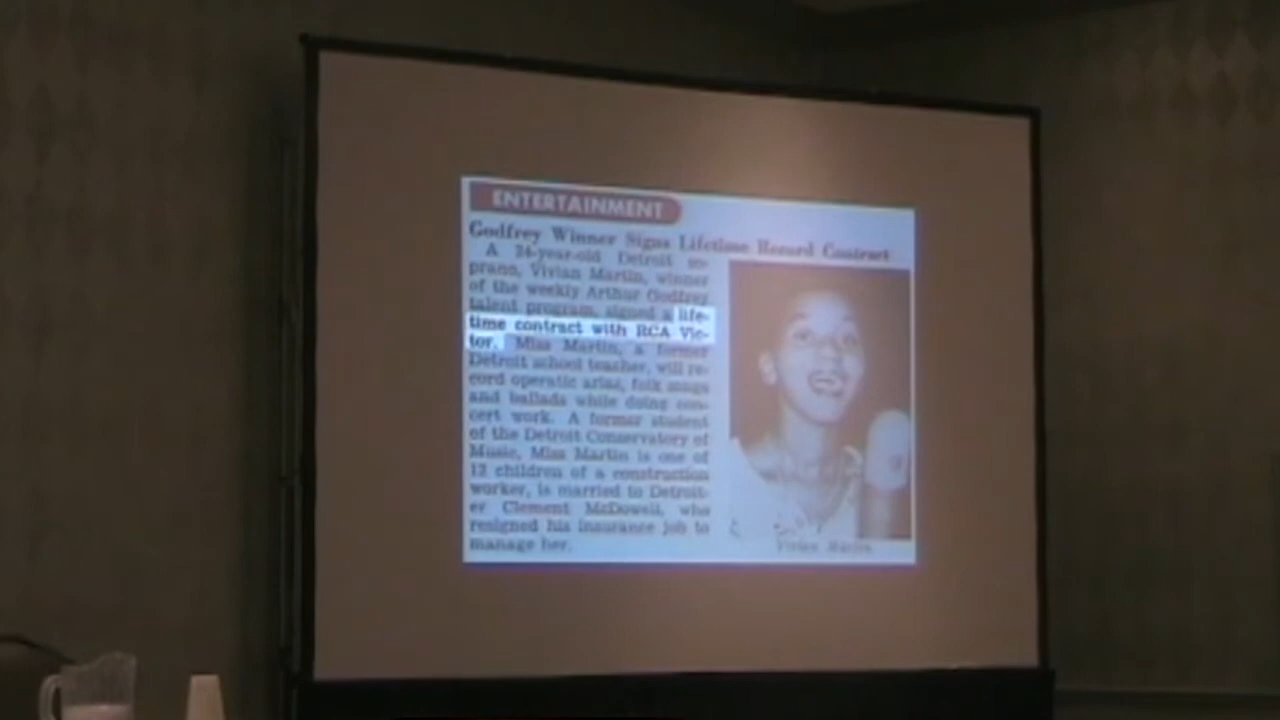 ENTERTAINMENT
Godfrey Winner Signs Lifetime Record Contract
A 24-year-old Detroit so-
prano, Vivian Martin, winner
of the weekly Arthur Godfrey
talent program, signed a life-
time contract with RCA Vic-
tor. Miss Martin, a former
Detroit school teacher, will re-
cord operatic arias, folk songs
and ballads while doing con-
cert work. A former student
of the Detroit Conservatory of
Music, Miss Martin is one of
12 children of a construction
worker, is married to Detroit-
er Clement McDowell, who
resigned his insurance job to
manage her.
Vivian Martin